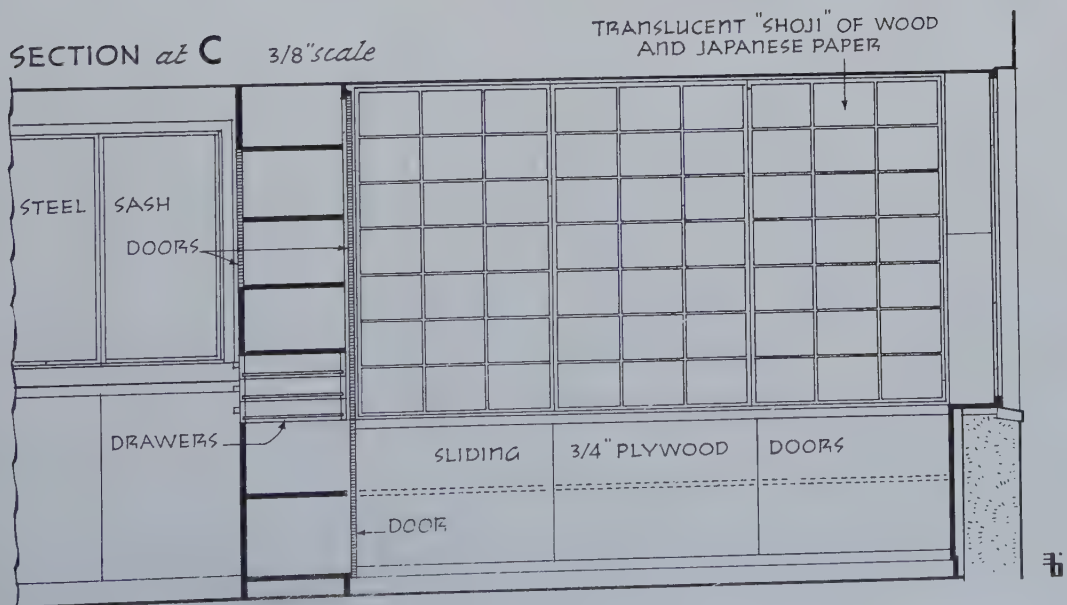 SECTION at C 3/8" scale
TRANSLUCENT "SHOJI" OF WOOD
AND JAPANESE PAPER
STEEL SASH
DOORS
DRAWERS
SLIDING 3/4" PLYWOOD DOORS
DOOR